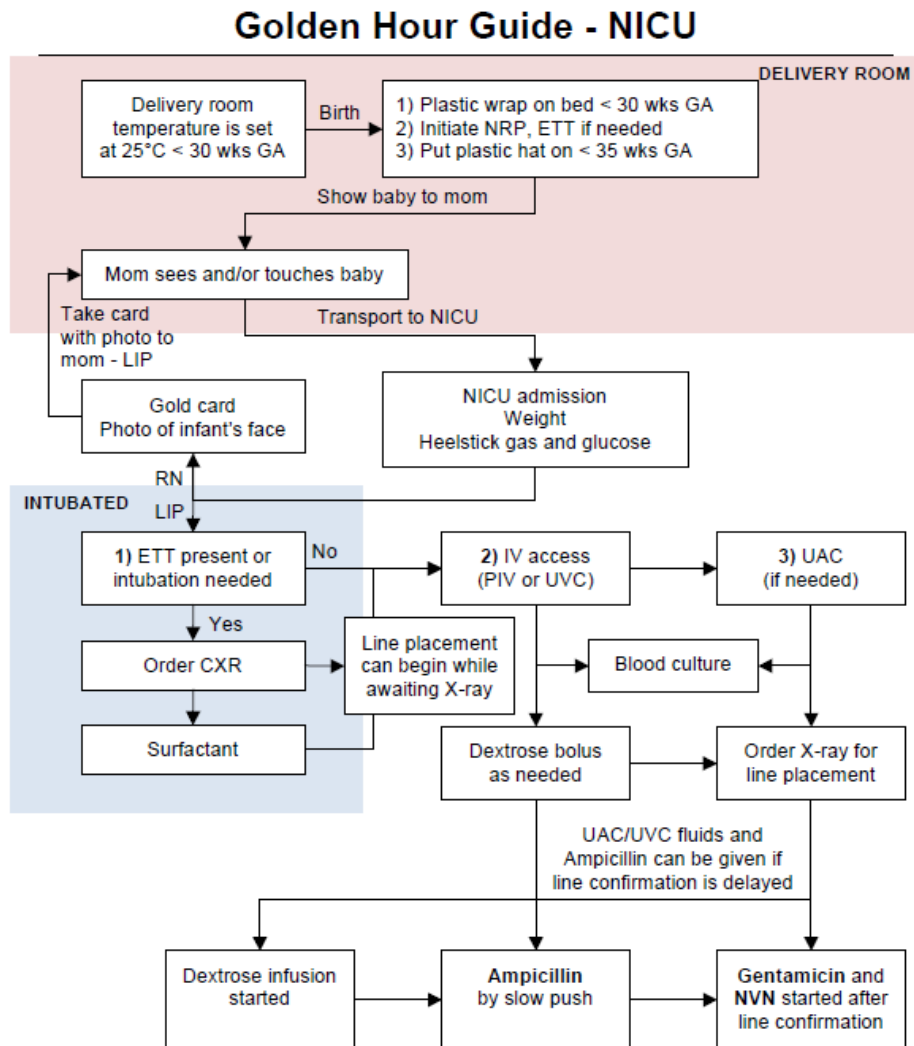 Golden Hour Guide - NICU
DELIVERY ROOM
Delivery room
temperature is set
at 25°C < 30 wks GA
Birth
1) Plastic wrap on bed < 30 wks GA
2) Initiate NRP, ETT if needed
3) Put plastic hat on < 35 wks GA
Show baby to mom
Mom sees and/or touches baby
Take card
with photo to
mom - LIP
Transport to NICU
Gold card
Photo of infant's face
NICU admission
Weight
Heelstick gas and glucose
RN
INTUBATED
LIP
1) ETT present or
intubation needed
No
2) IV access
(PIV or UVC)
3) UAC
(if needed)
Yes
Order CXR
Line placement
can begin while
awaiting X-ray
Blood culture
Surfactant
Dextrose bolus
as needed
Order X-ray for
line placement
UAC/UVC fluids and
Ampicillin can be given if
line confirmation is delayed
Dextrose infusion
started
Ampicillin
by slow push
Gentamicin and
NVN started after
line confirmation